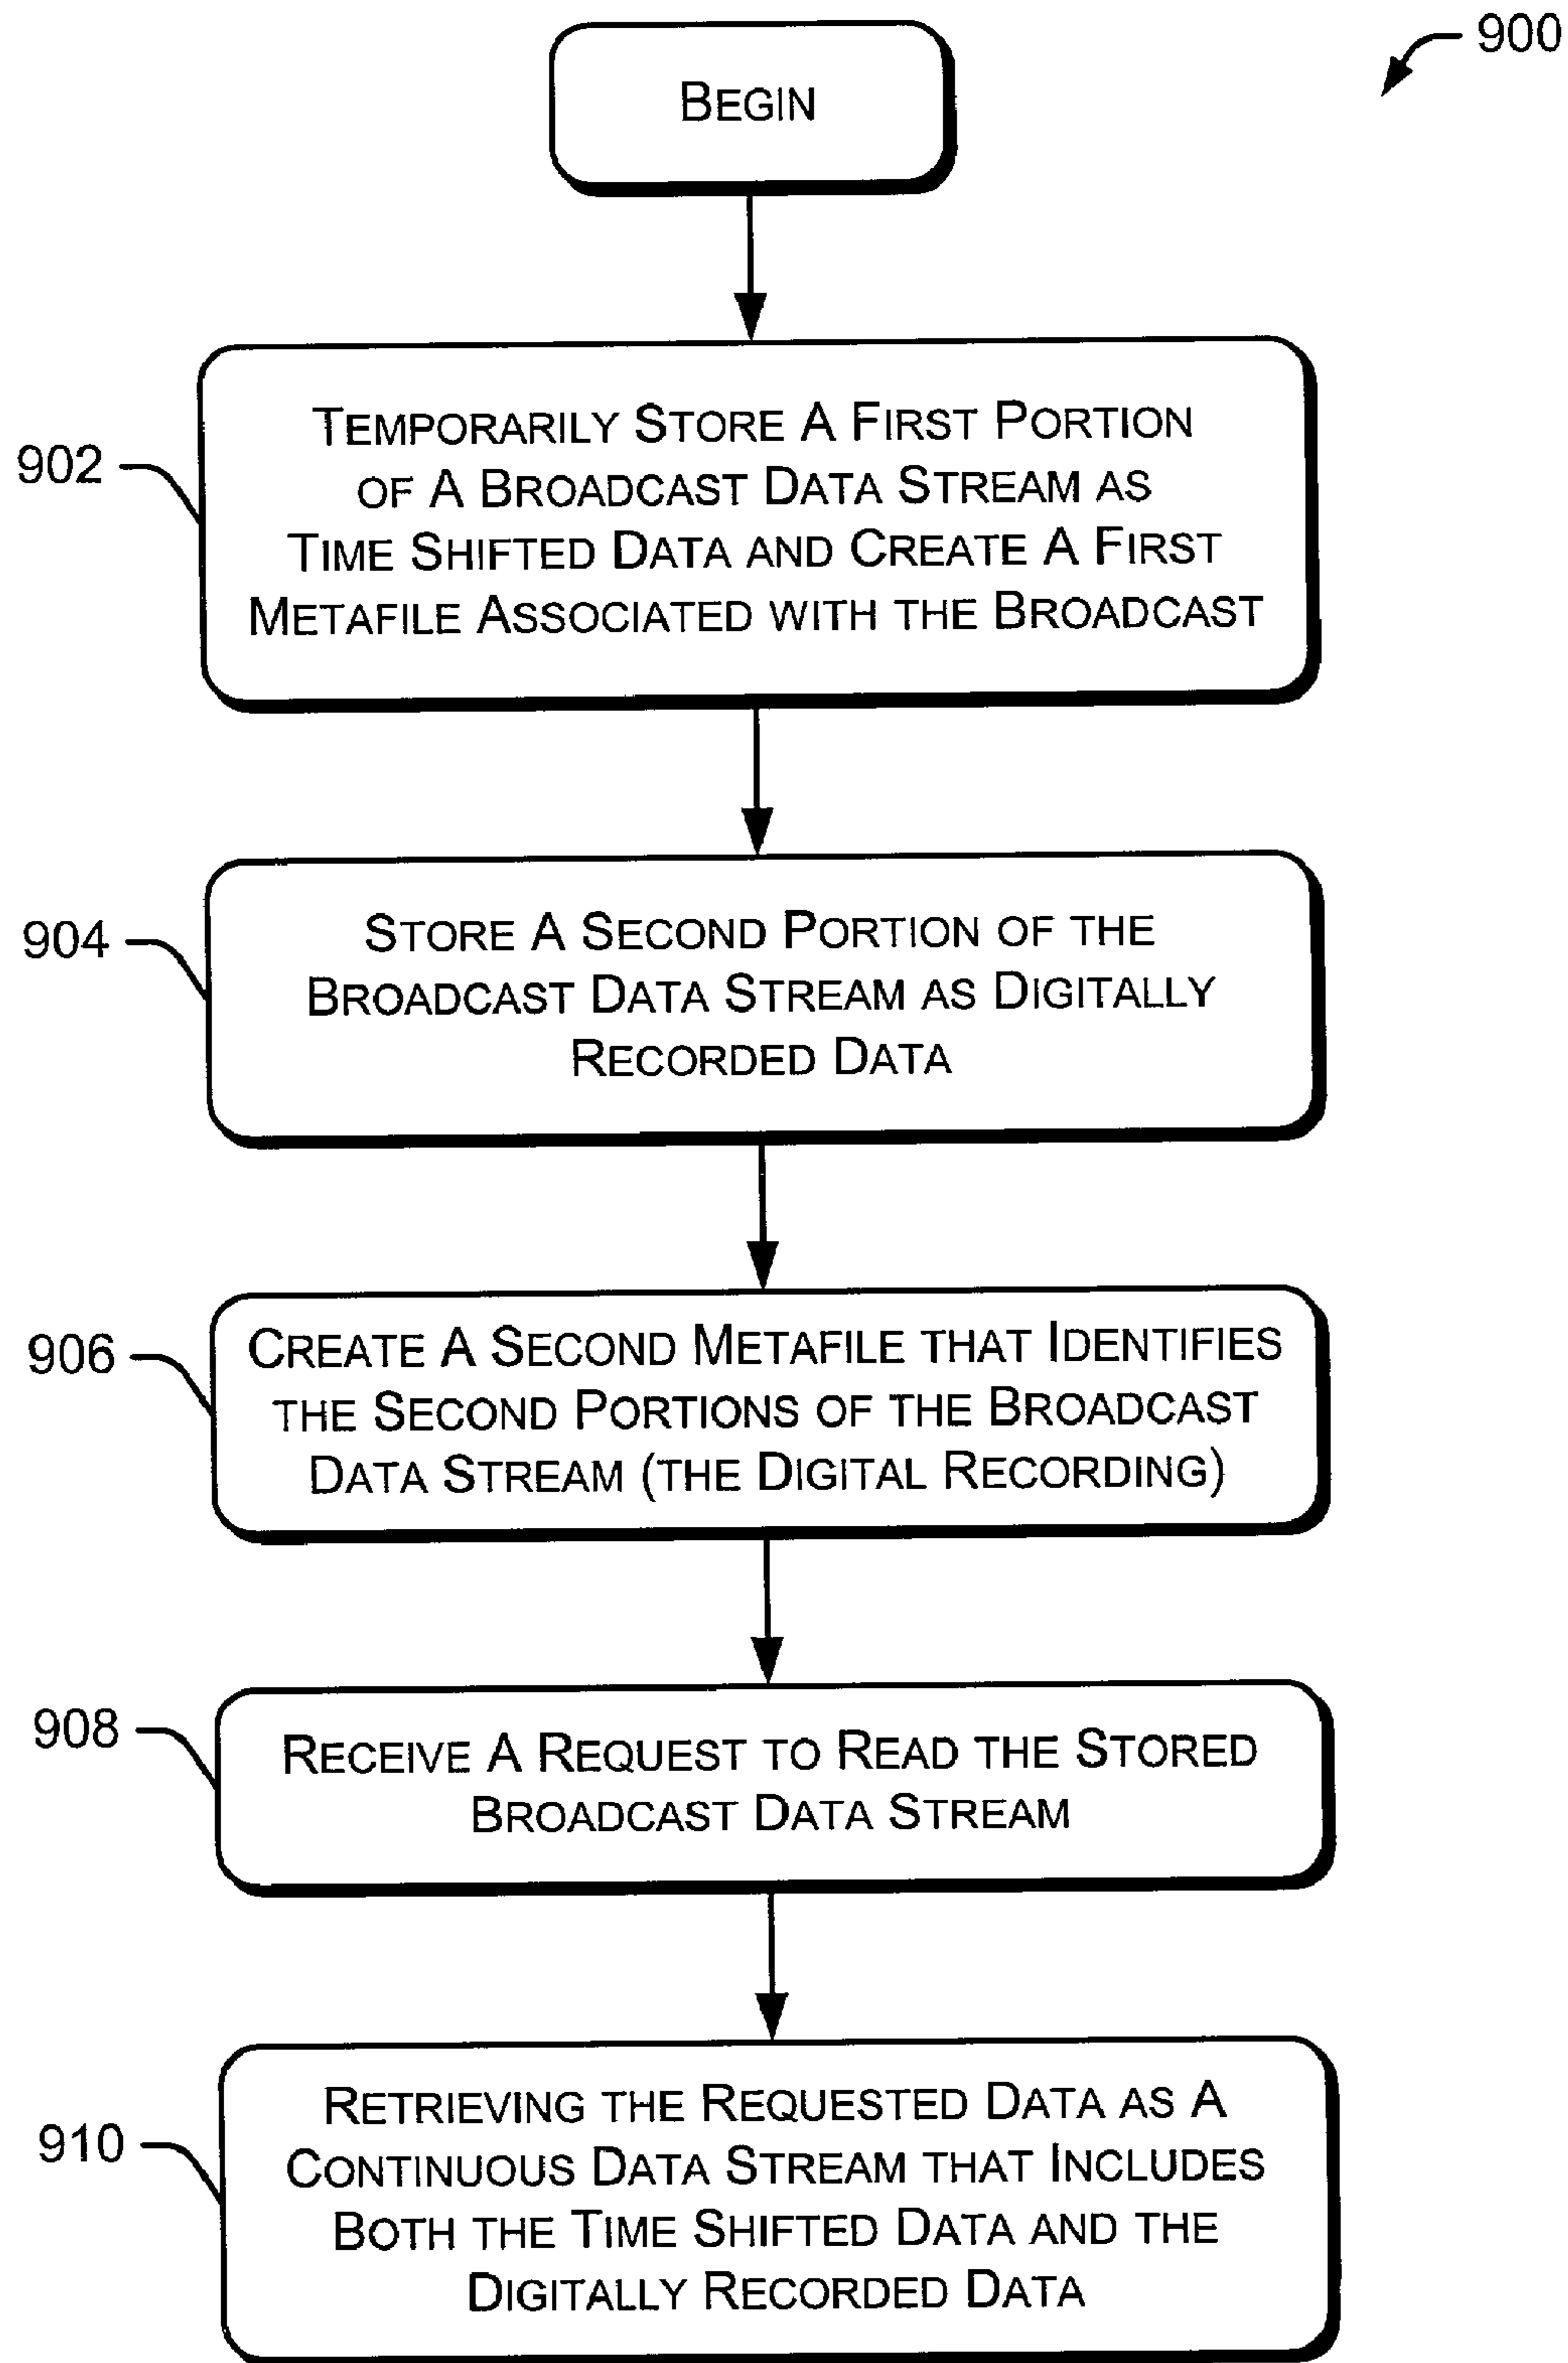 900
BEGIN
902
TEMPORARILY STORE A FIRST PORTION
OF A BROADCAST DATA STREAM AS
TIME SHIFTED DATA AND CREATE A FIRST
METAFILE ASSOCIATED WITH THE BROADCAST
904
STORE A SECOND PORTION OF THE
BROADCAST DATA STREAM AS DIGITALLY
RECORDED DATA
906
CREATE A SECOND METAFILE THAT IDENTIFIES
THE SECOND PORTIONS OF THE BROADCAST
DATA STREAM (THE DIGITAL RECORDING)
908
RECEIVE A REQUEST TO READ THE STORED
BROADCAST DATA STREAM
910
RETRIEVING THE REQUESTED DATA AS A
CONTINUOUS DATA STREAM THAT INCLUDES
BOTH THE TIME SHIFTED DATA AND THE
DIGITALLY RECORDED DATA